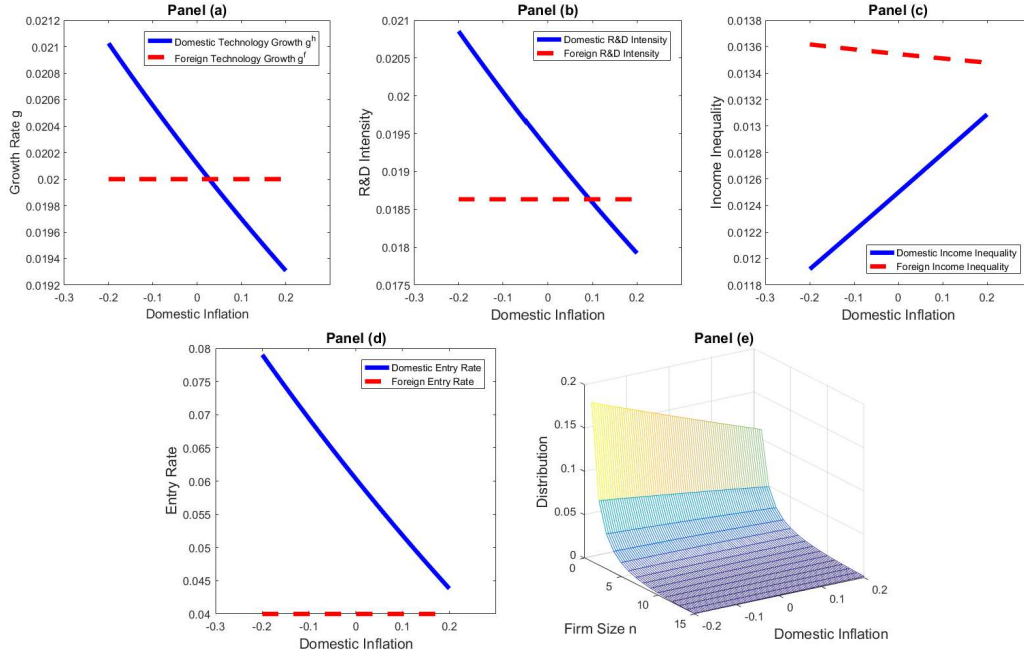 Panel (a)
Growth Rate g
0.0212
0.021
0.0208
0.0206
0.0204
0.0202
0.02
0.0198
0.0196
0.0194
0.0192
Domestic Technology Growth g^h
Foreign Technology Growth g^f
-0.3 -0.2 -0.1 0 0.1 0.2
Domestic Inflation
Panel (b)
R&D Intensity
0.021
0.0205
0.02
0.0195
0.019
0.0185
0.018
0.0175
Domestic R&D Intensity
Foreign R&D Intensity
-0.3 -0.2 -0.1 0 0.1 0.2
Domestic Inflation
Panel (c)
Income Inequality
0.0138
0.0136
0.0134
0.0132
0.013
0.0128
0.0126
0.0124
0.0122
0.012
0.0118
Domestic Income Inequality
Foreign Income Inequality
-0.3 -0.2 -0.1 0 0.1 0.2
Domestic Inflation
Panel (d)
Entry Rate
0.08
0.075
0.07
0.065
0.06
0.055
0.05
0.045
0.04
Domestic Entry Rate
Foreign Entry Rate
-0.3 -0.2 -0.1 0 0.1 0.2
Domestic Inflation
Panel (e)
Distribution
0.2
0.15
0.1
0.05
0
0
5
10
15
Firm Size n
-0.2
-0.1
0
0.1
0.2
Domestic Inflation